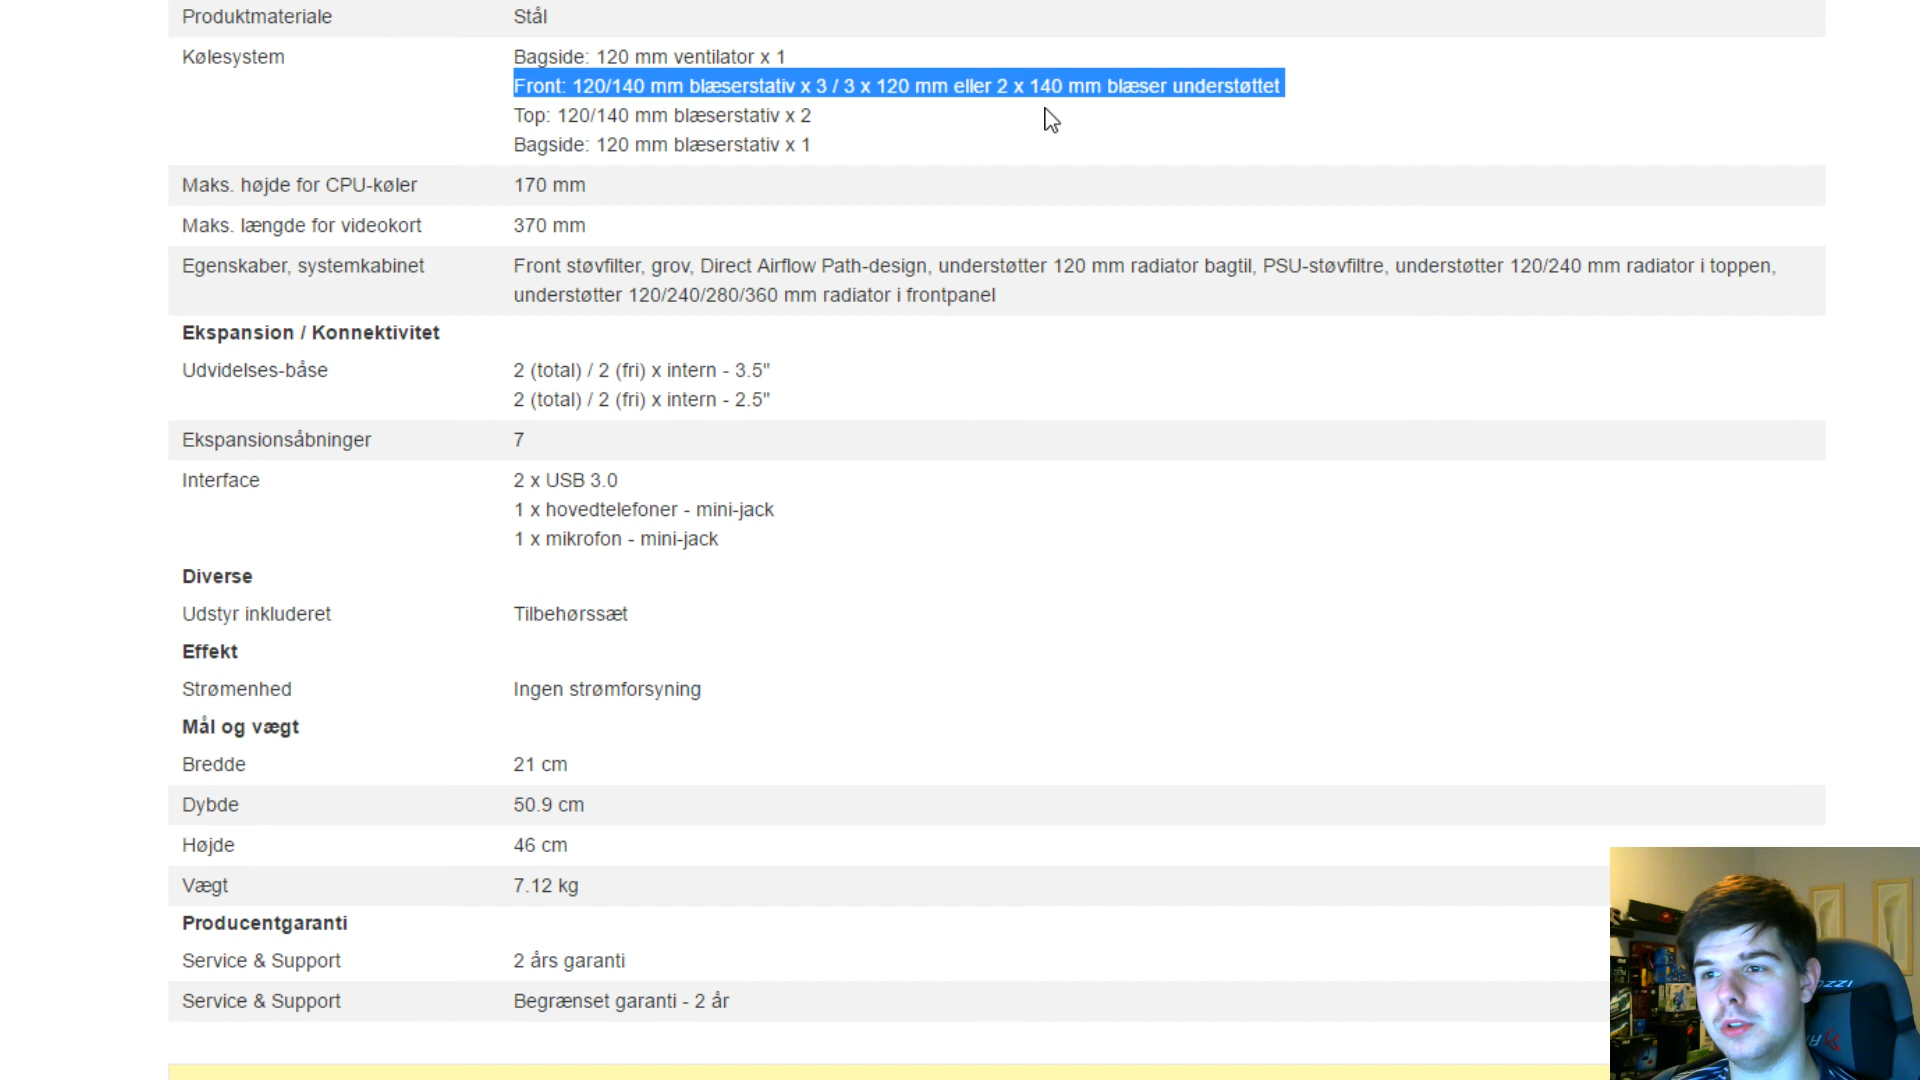 Produktmateriale Stål
Kølesystem Bagside: 120 mm ventilator x 1
Front: 120/140 mm blæserstativ x 3 / 3 x 120 mm eller 2 x 140 mm blæser understøttet
Top: 120/140 mm blæserstativ x 2
Bagside: 120 mm blæserstativ x 1
Maks. højde for CPU-køler 170 mm
Maks. længde for videokort 370 mm
Egenskaber, systemkabinet Front støvfilter, grov, Direct Airflow Path-design, understøtter 120 mm radiator bagtil, PSU-støvfiltre, understøtter 120/240 mm radiator i toppen,
understøtter 120/240/280/360 mm radiator i frontpanel
Ekspansion / Konnektivitet
Udvidelses-båse 2 (total) / 2 (fri) x intern - 3.5"
2 (total) / 2 (fri) x intern - 2.5"
Ekspansionsåbninger 7
Interface 2 x USB 3.0
1 x hovedtelefoner - mini-jack
1 x mikrofon - mini-jack
Diverse
Udstyr inkluderet Tilbehørssæt
Effekt
Strømenhed Ingen strømforsyning
Mål og vægt
Bredde 21 cm
Dybde 50.9 cm
Højde 46 cm
Vægt 7.12 kg
Producentgaranti
Service & Support 2 års garanti
Service & Support Begrænset garanti - 2 år